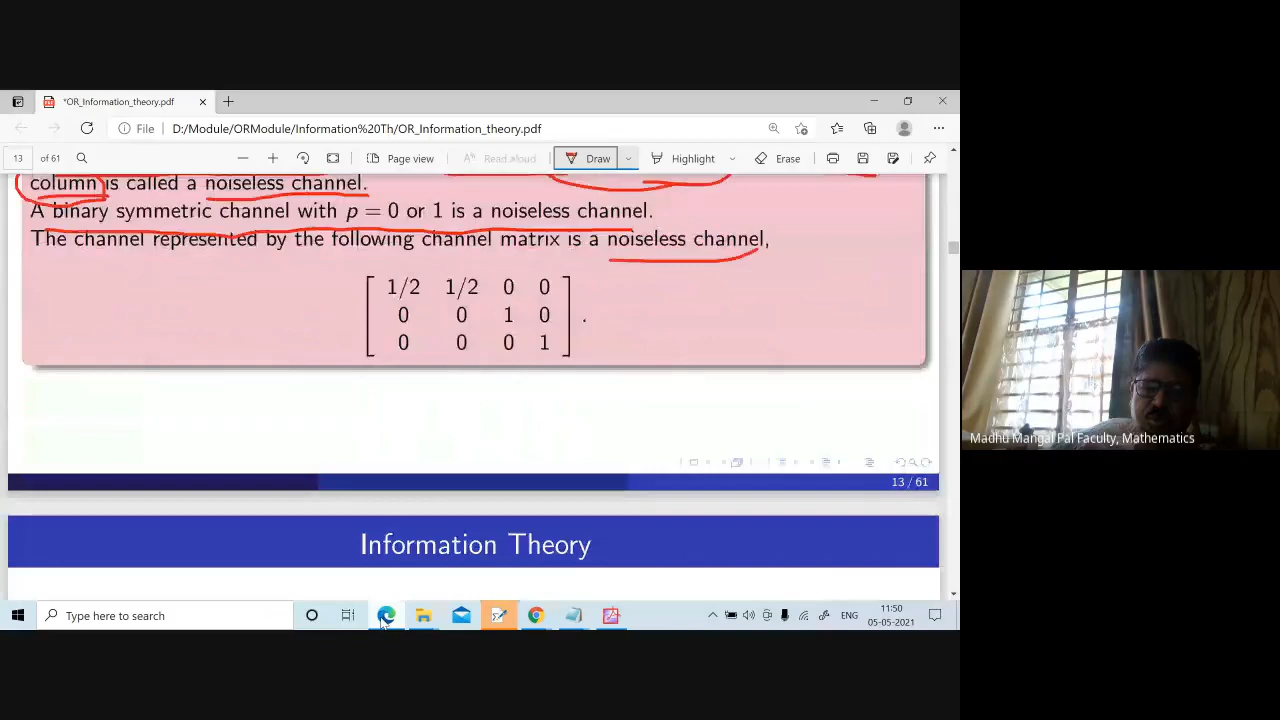 *OR_Information_theory.pdf
File D:/Module/ORModule/Information%20Th/OR_Information_theory.pdf
13 of 61 Page view Read aloud Draw Highlight Erase
column is called a noiseless channel.
A binary symmetric channel with p = 0 or 1 is a noiseless channel.
The channel represented by the following channel matrix is a noiseless channel,
1/2 1/2 0 0
0 0 1 0
0 0 0 1
.
13 / 61
Information Theory
Type here to search
ENG
11:50
05-05-2021
Madhu Mangal Pal Faculty, Mathematics